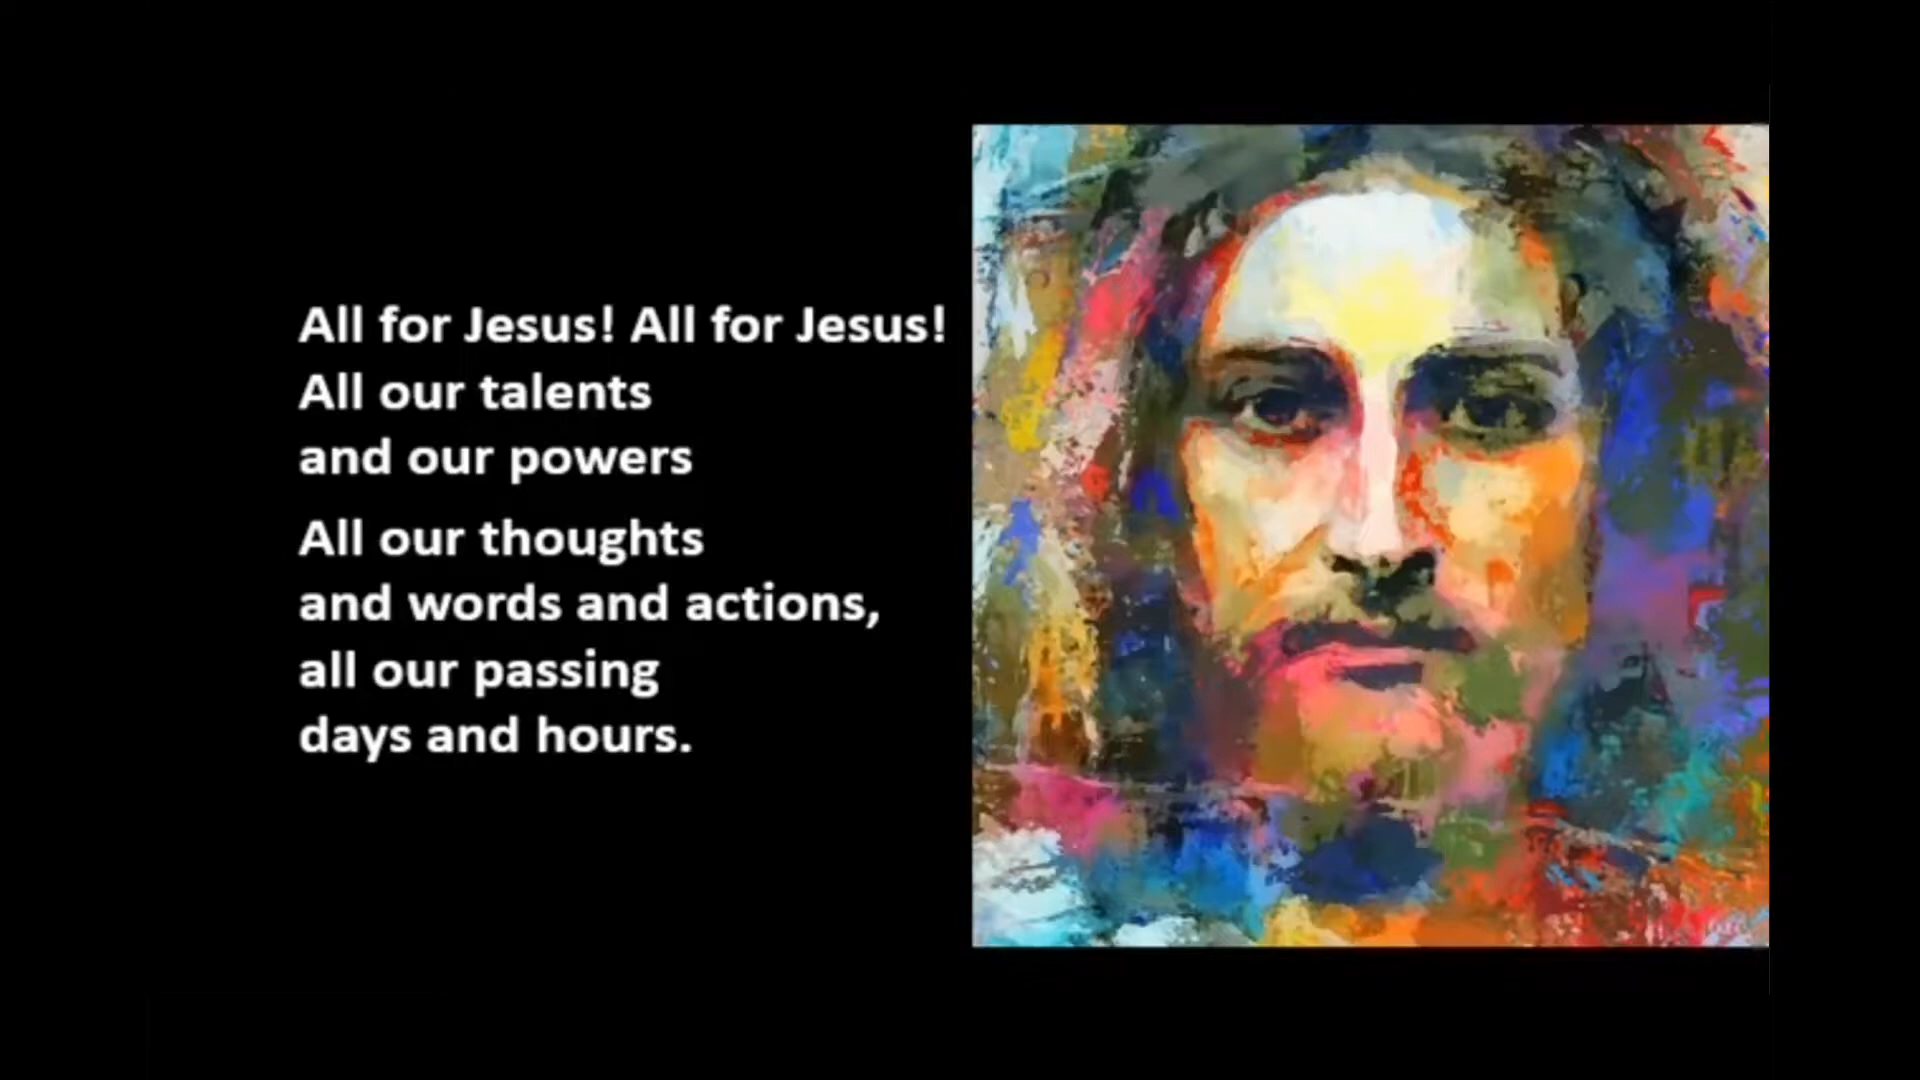 All for Jesus! All for Jesus!
All our talents
and our powers
All our thoughts
and words and actions,
all our passing
days and hours.